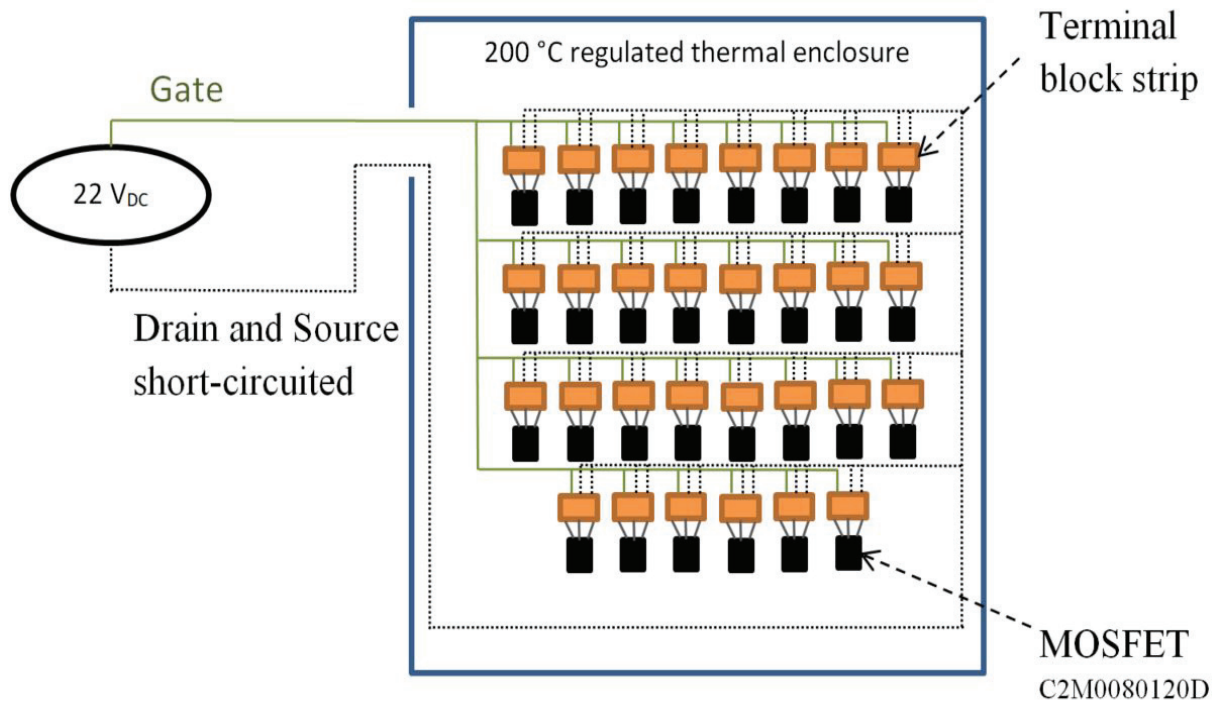 200 °C regulated thermal enclosure
Terminal
block strip
Gate
22 VDC
Drain and Source
short-circuited
MOSFET
C2M0080120D